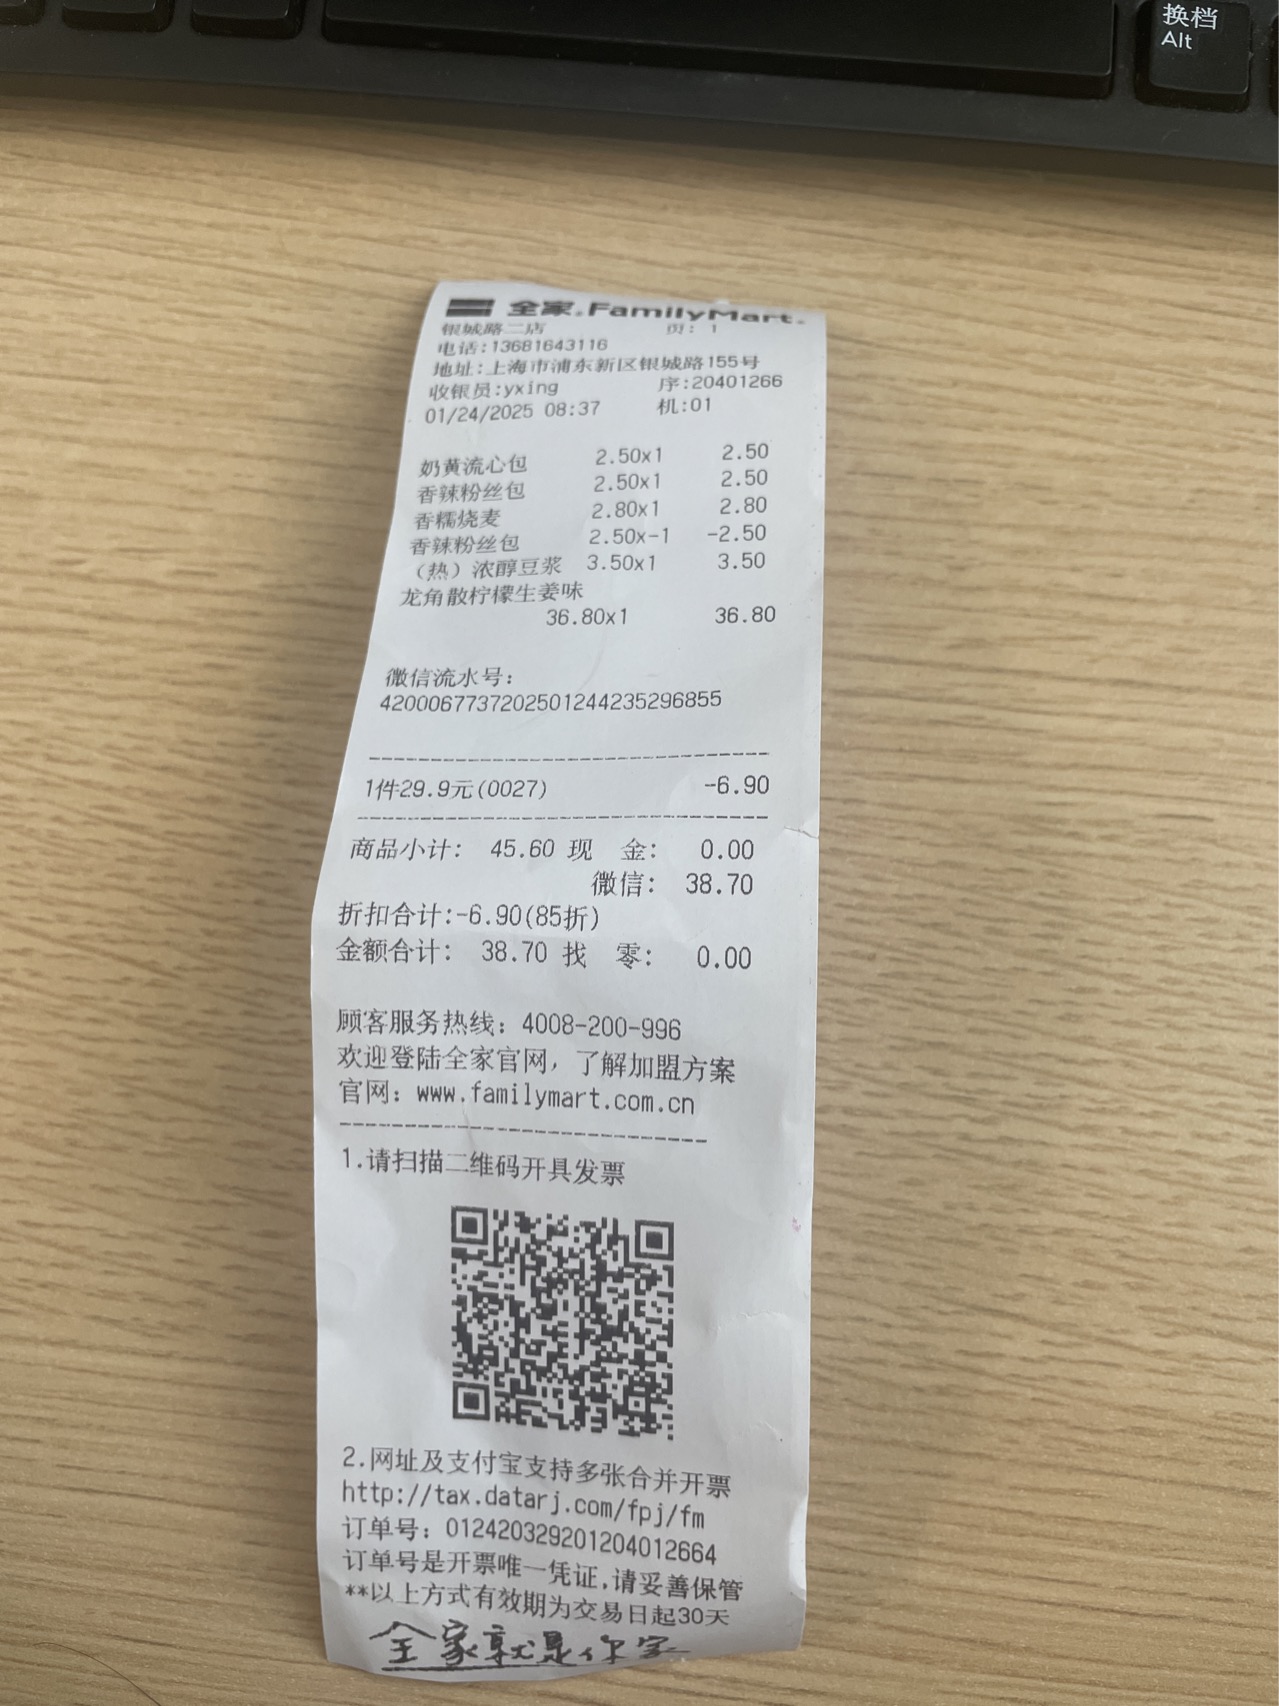 换档
Alt
全家.FamilyMart.
银城路二店 页: 1
电话:13681643116
地址:上海市浦东新区银城路155号
收银员:yxing 序:20401266
01/24/2025 08:37 机:01
奶黄流心包 2.50x1 2.50
香辣粉丝包 2.50x1 2.50
香糯烧麦 2.80x1 2.80
香辣粉丝包 2.50x-1 -2.50
（热）浓醇豆浆 3.50x1 3.50
龙角散柠檬生姜味
36.80x1 36.80
微信流水号:
4200067737202501244235296855
1件29.9元(0027) -6.90
商品小计: 45.60 现 金: 0.00
微信: 38.70
折扣合计:-6.90(85折)
金额合计: 38.70 找 零: 0.00
顾客服务热线: 4008-200-996
欢迎登陆全家官网, 了解加盟方案
官网: www.familymart.com.cn
1.请扫描二维码开具发票
2.网址及支付宝支持多张合并开票
http://tax.datarj.com/fpj/fm
订单号: 012420329201204012664
订单号是开票唯一凭证,请妥善保管
**以上方式有效期为交易日起30天
全家就是你家